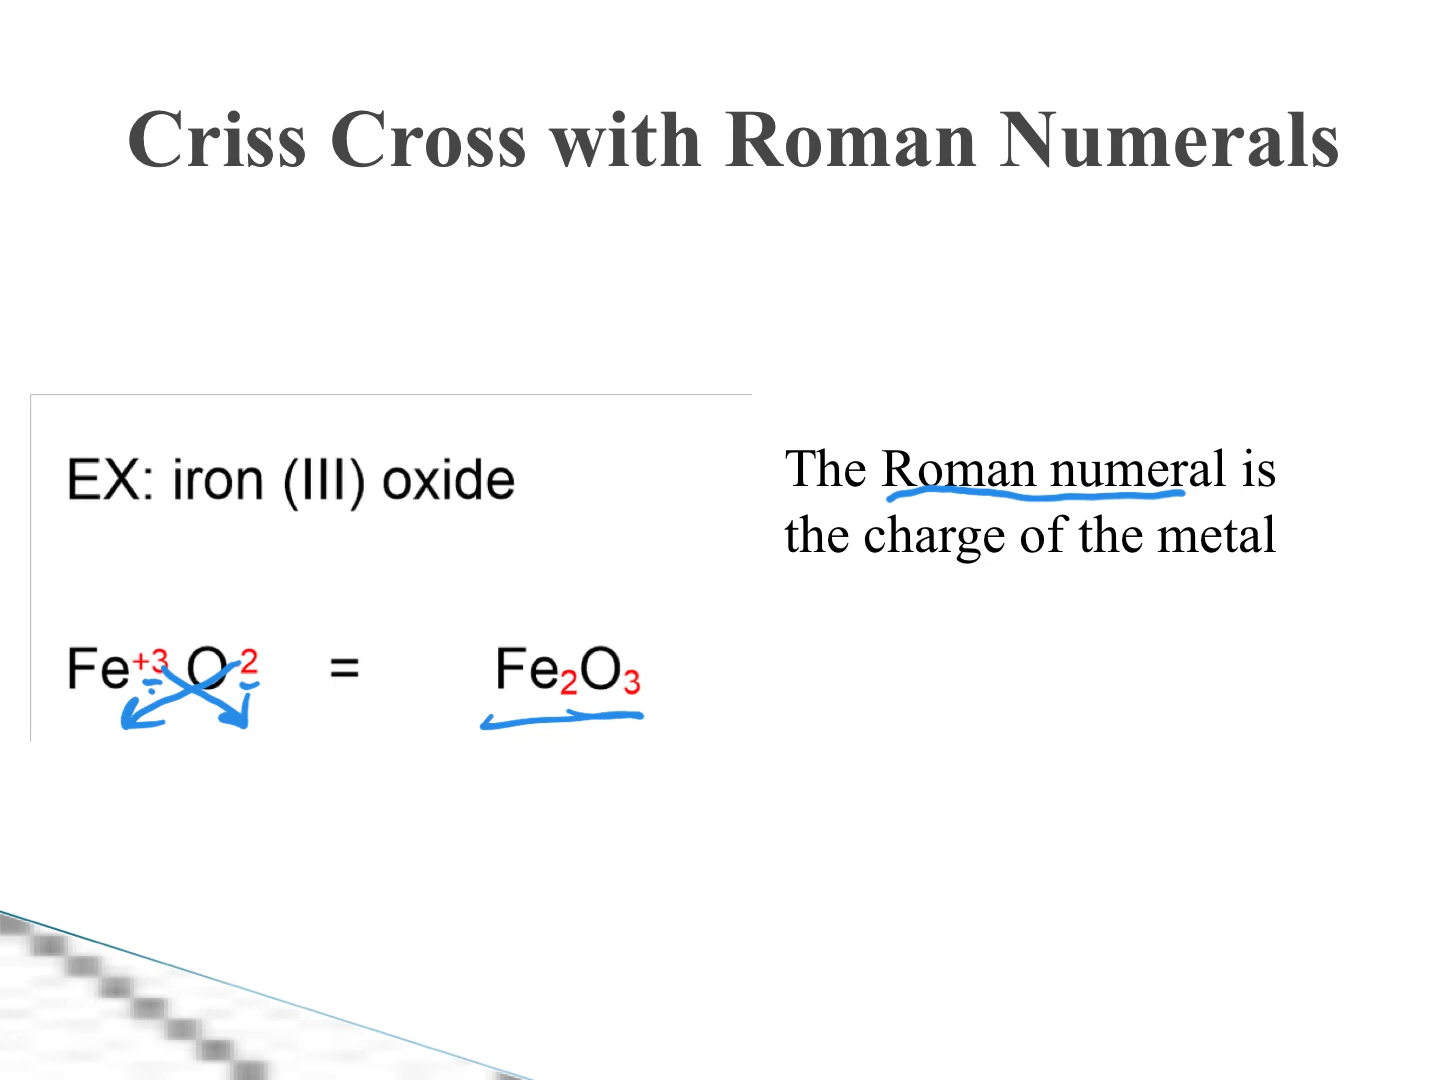 Criss Cross with Roman Numerals
EX: iron (III) oxide
The Roman numeral is
the charge of the metal
Fe+3 O-2 = Fe2O3